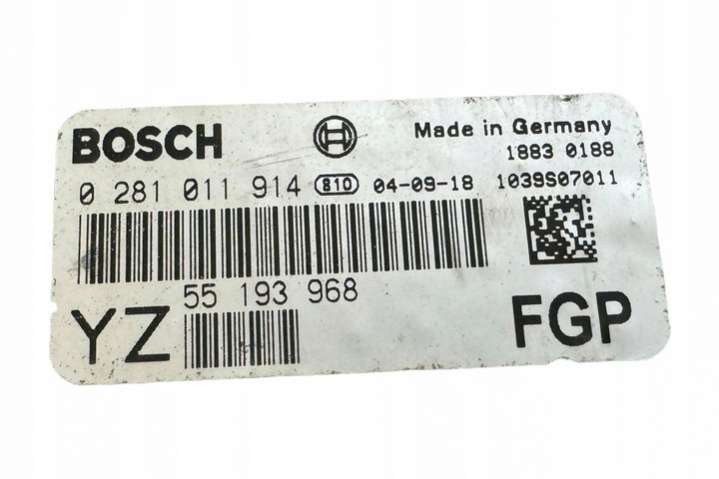 BOSCH Made in Germany
1883 0188
0 281 011 914 810 04-09-18 1039S07011
55 193 968
YZ FGP